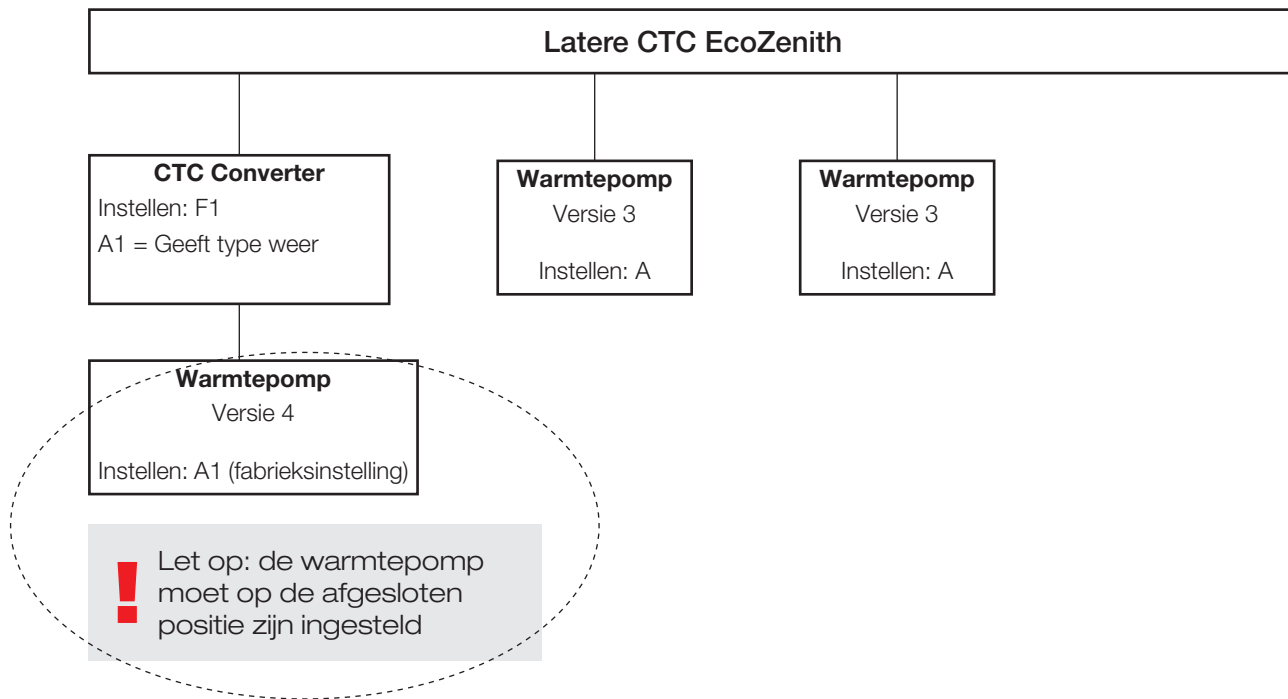 Latere CTC EcoZenith
CTC Converter
Instellen: F1
A1 = Geeft type weer
Warmtepomp
Versie 3
Instellen: A
Warmtepomp
Versie 3
Instellen: A
Warmtepomp
Versie 4
Instellen: A1 (fabrieksinstelling)
! Let op: de warmtepomp
moet op de afgesloten
positie zijn ingesteld